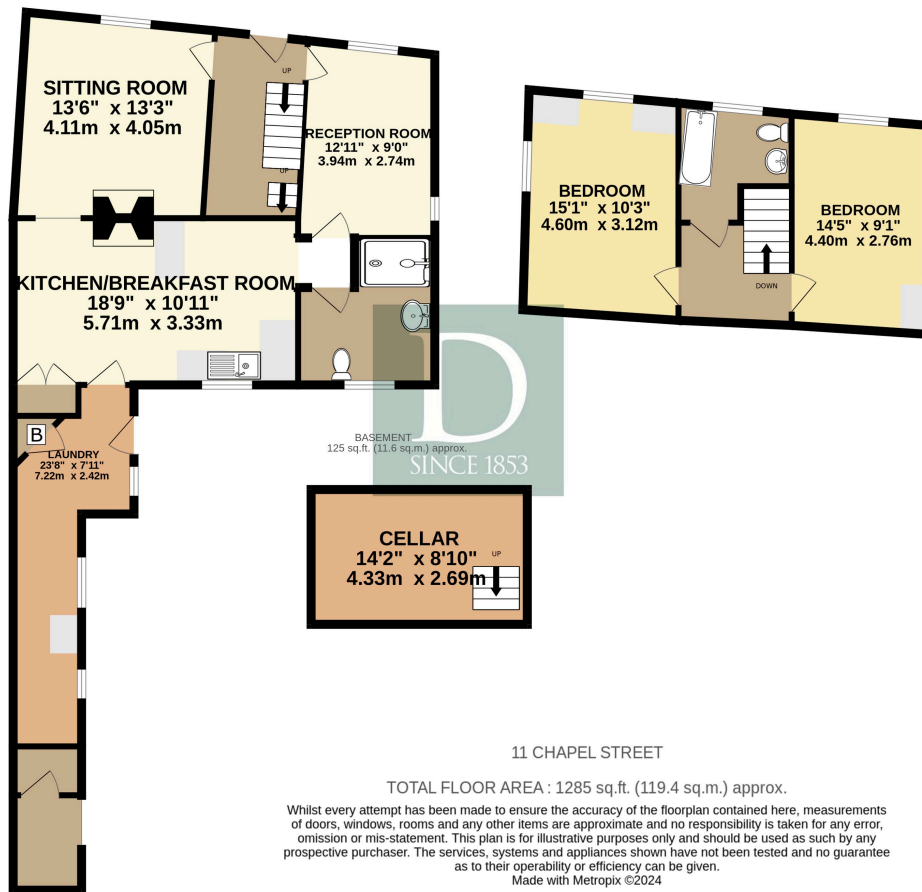 SITTING ROOM
13'6" x 13'3"
4.11m x 4.05m
UP
UP
RECEPTION ROOM
12'11" x 9'0"
3.94m x 2.74m
KITCHEN/BREAKFAST ROOM
18'9" x 10'11"
5.71m x 3.33m
BEDROOM
15'1" x 10'3"
4.60m x 3.12m
DOWN
BEDROOM
14'5" x 9'1"
4.40m x 2.76m
B
LAUNDRY
23'8" x 7'11"
7.22m x 2.42m
D
SINCE 1853
BASEMENT
125 sq.ft. (11.6 sq.m.) approx.
CELLAR
14'2" x 8'10"
4.33m x 2.69m
UP
11 CHAPEL STREET
TOTAL FLOOR AREA : 1285 sq.ft. (119.4 sq.m.) approx.
Whilst every attempt has been made to ensure the accuracy of the floorplan contained here, measurements
of doors, windows, rooms and any other items are approximate and no responsibility is taken for any error,
omission or mis-statement. This plan is for illustrative purposes only and should be used as such by any
prospective purchaser. The services, systems and appliances shown have not been tested and no guarantee
as to their operability or efficiency can be given.
Made with Metropix ©2024